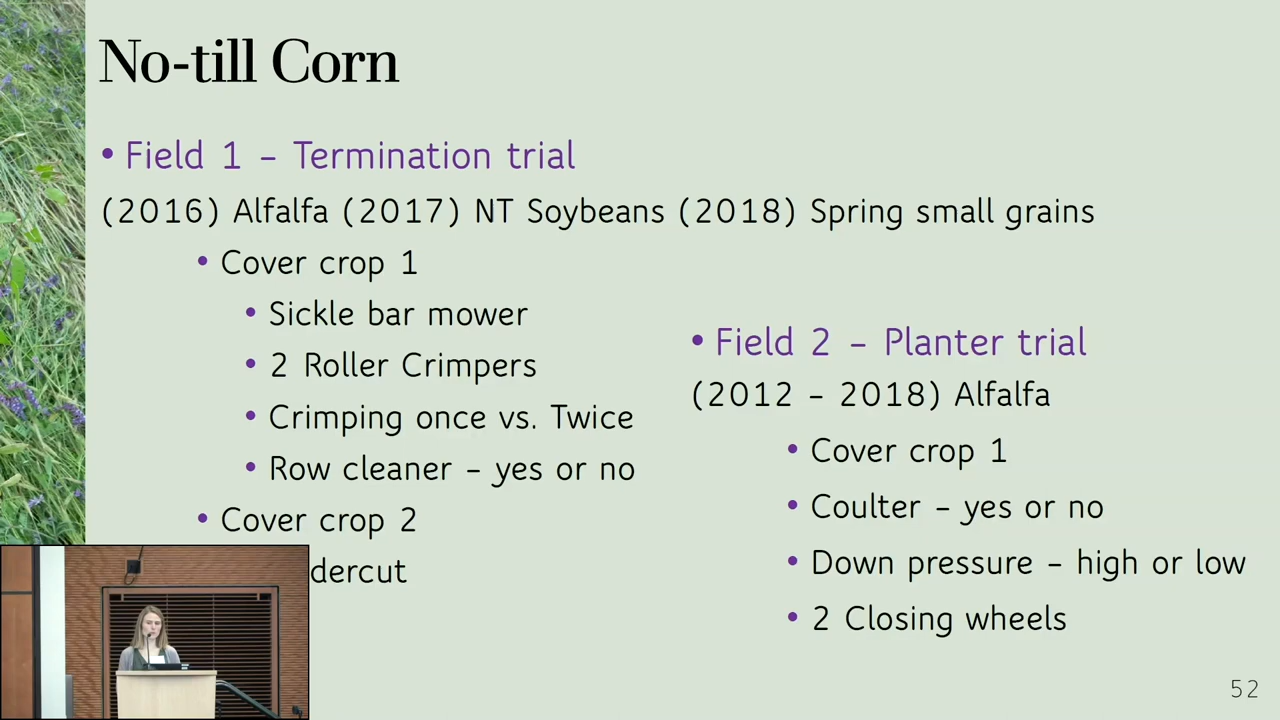 No-till Corn
• Field 1 – Termination trial
(2016) Alfalfa (2017) NT Soybeans (2018) Spring small grains
• Cover crop 1
• Sickle bar mower
• 2 Roller Crimpers
• Crimping once vs. Twice
• Row cleaner – yes or no
• Cover crop 2
dercut
• Field 2 – Planter trial
(2012 – 2018) Alfalfa
• Cover crop 1
• Coulter – yes or no
• Down pressure – high or low
• 2 Closing wheels
52